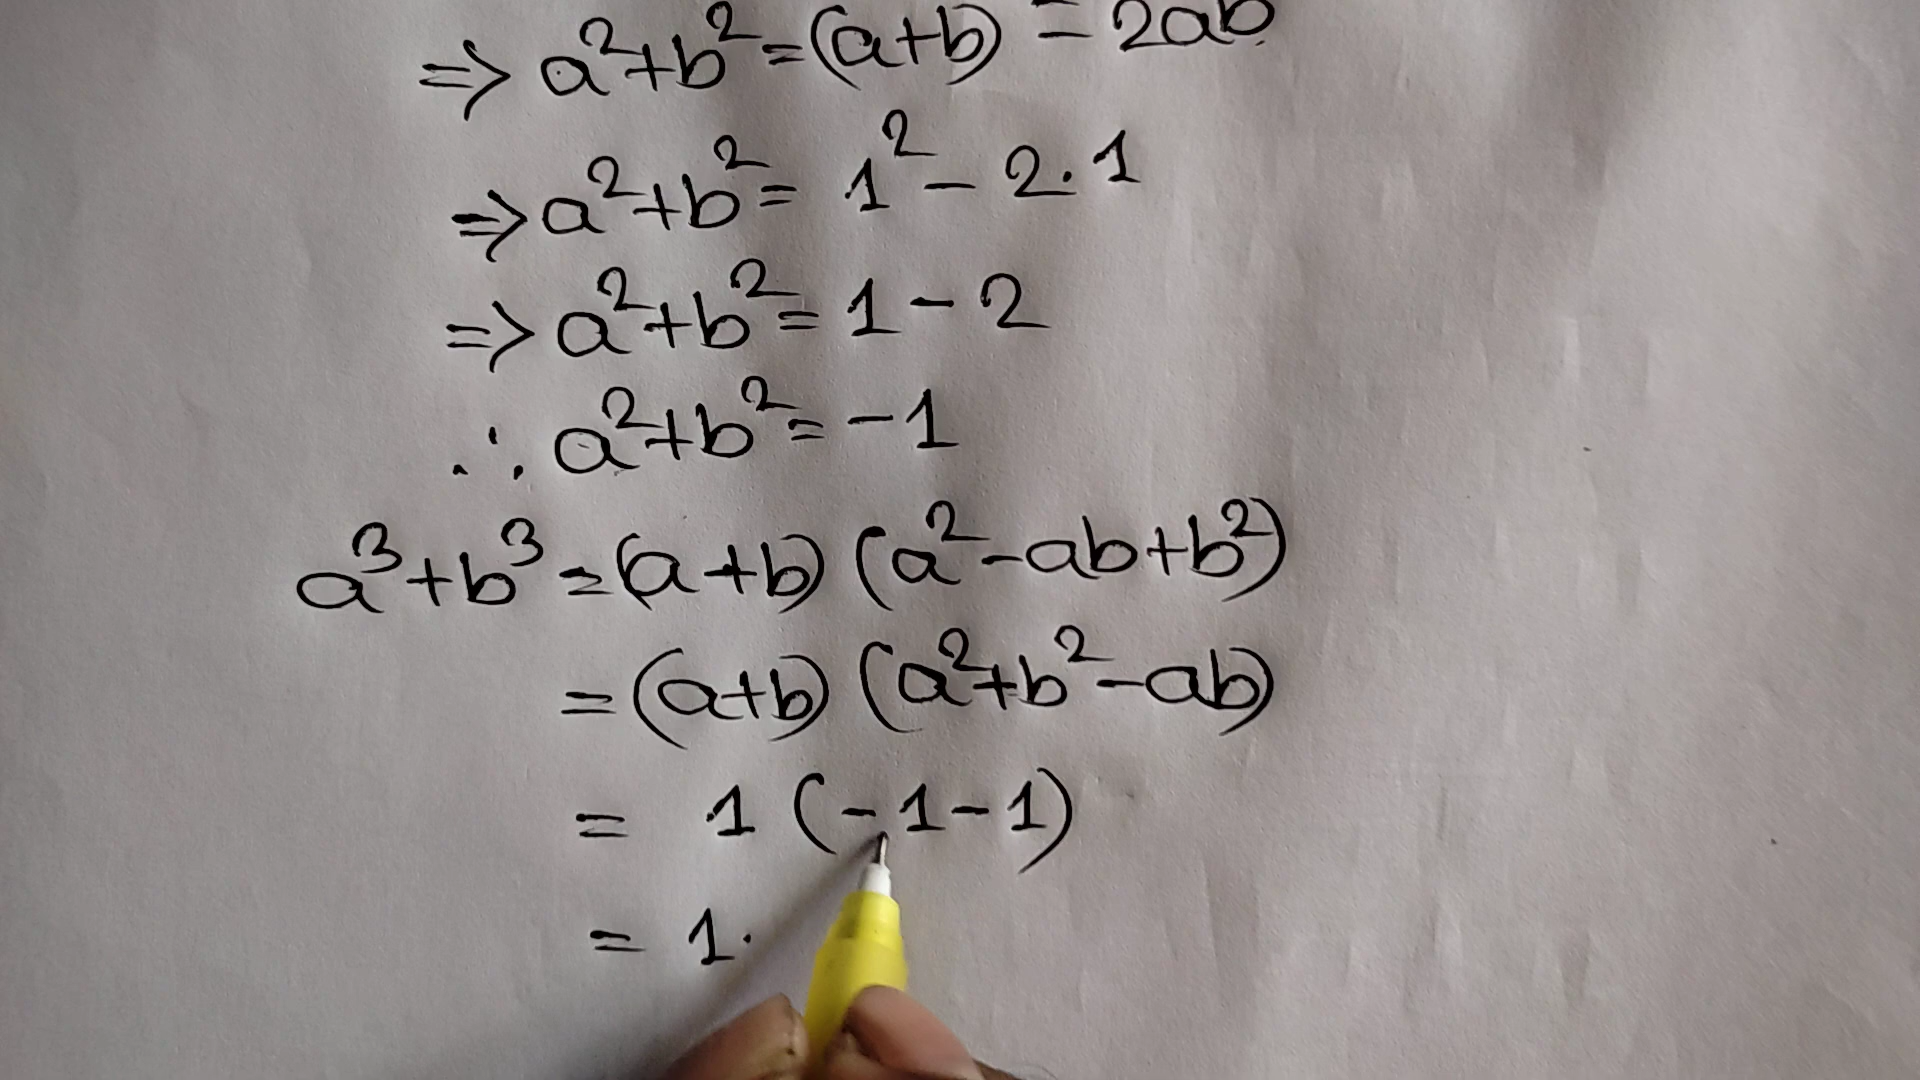 ⇒ a²+b²=(a+b) = 2ab
⇒ a²+b²= 1² - 2.1
⇒ a²+b²= 1 - 2
∴ a²+b²= -1
a³+b³ = (a+b) (a²-ab+b²)
= (a+b) (a²+b²-ab)
= 1 (-1-1)
= 1.